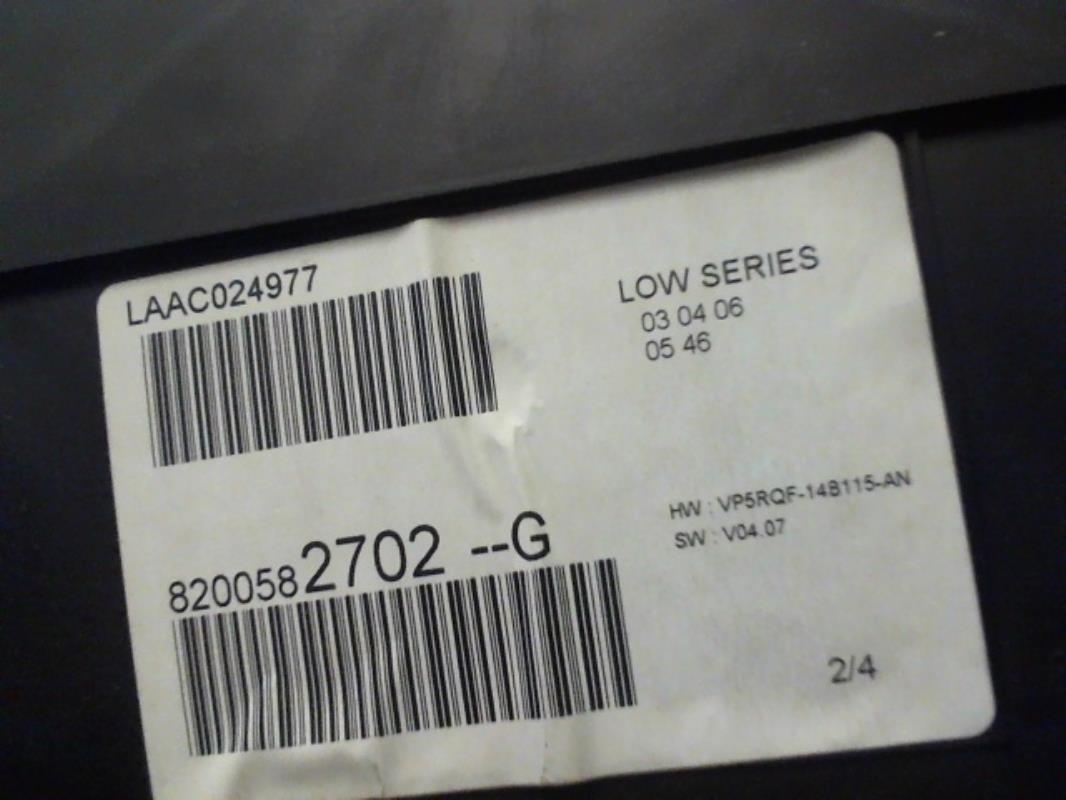 LAAC024977
LOW SERIES
03 04 06
05 46
HW : VP5RQF-14B115-AN
SW : V04.07
8200582702 --G
2/4